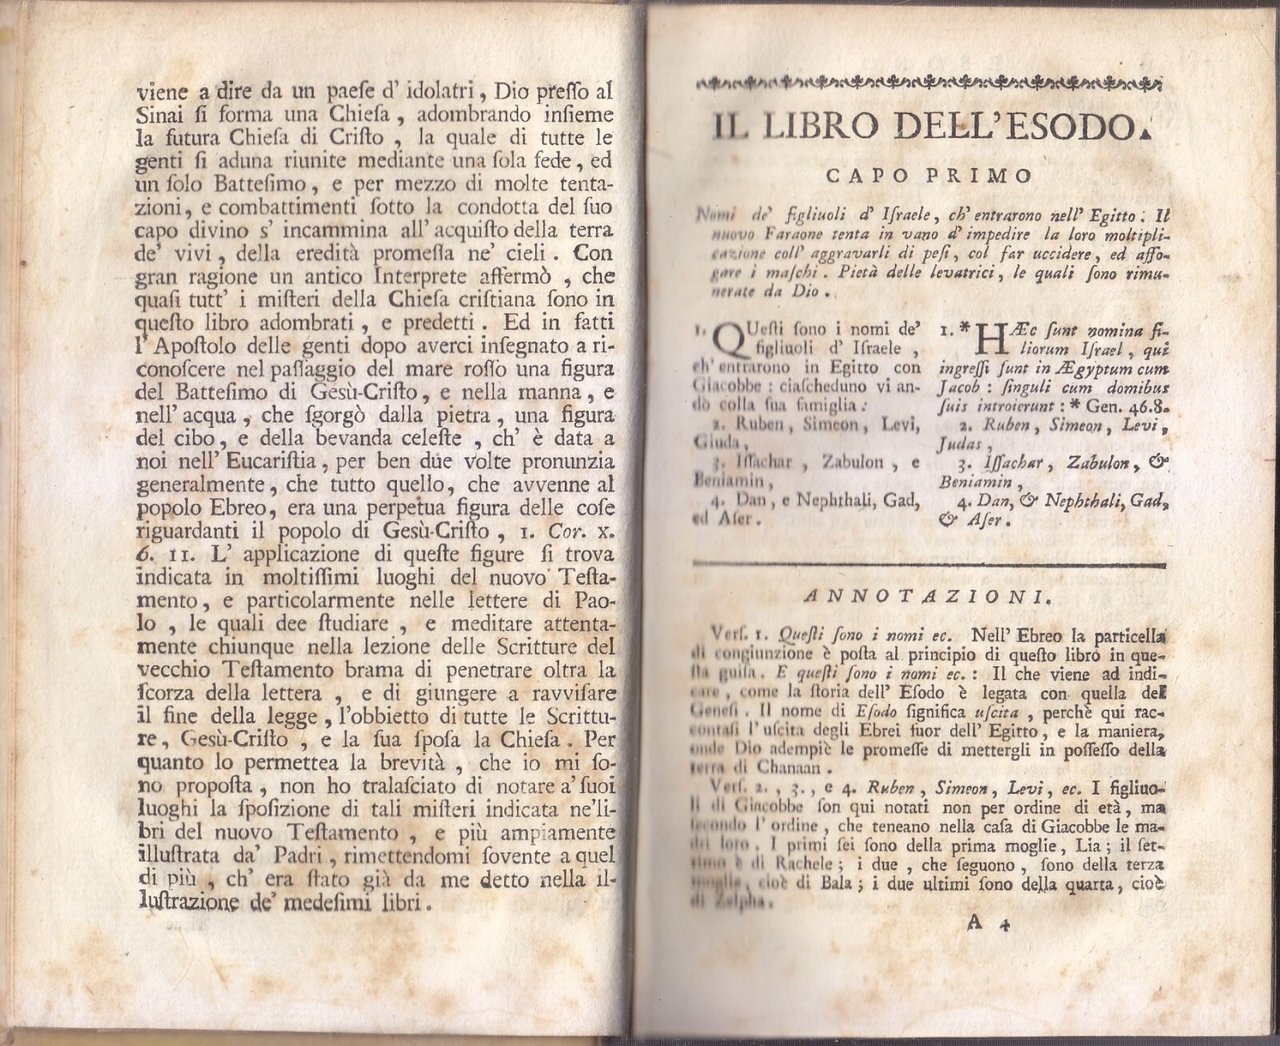 viene a dire da un paeſe d' idolatri, Dio preſſo al
Sinai ſi forma una Chieſa, adombrando inſieme
la futura Chieſa di Criſto, la quale di tutte le
genti ſi aduna riunite mediante una ſola fede, ed
un ſolo Batteſimo, e per mezzo di molte tenta-
zioni, e combattimenti ſotto la condotta del ſuo
capo divino s' incammina all' acquiſto della terra
de' vivi, della eredità promeſſa ne' cieli. Con
gran ragione un antico Interprete affermò, che
quaſi tutt' i miſteri della Chieſa criſtiana ſono in
queſto libro adombrati, e predetti. Ed in fatti
l' Apoſtolo delle genti dopo averci inſegnato a ri-
conoſcere nel paſſaggio del mare roſſo una figura
del Batteſimo di Gesù-Criſto, e nella manna, e
nell' acqua, che ſgorgò dalla pietra, una figura
del cibo, e della bevanda celeſte, ch' è data a
noi nell' Eucariſtia, per ben due volte pronunzia
generalmente, che tutto quello, che avvenne al
popolo Ebreo, era una perpetua figura delle coſe
riguardanti il popolo di Gesù-Criſto, 1. Cor. x.
6. 11. L' applicazione di queſte figure ſi trova
indicata in moltiſſimi luoghi del nuovo Teſta-
mento, e particolarmente nelle lettere di Pao-
lo, le quali dee ſtudiare, e meditare attenta-
mente chiunque nella lezione delle Scritture del
vecchio Teſtamento brama di penetrare oltra la
ſcorza della lettera, e di giungere a ravviſare
il fine della legge, l'obbietto di tutte le Scrittu-
re, Gesù-Criſto, e la ſua ſpoſa la Chieſa. Per
quanto lo permettea la brevità, che io mi ſo-
no propoſta, non ho tralaſciato di notare a' ſuoi
luoghi la ſpoſizione di tali miſteri indicata ne' li-
bri del nuovo Teſtamento, e più ampiamente
illuſtrata da' Padri, rimettendomi ſovente a quel
di più, ch' era ſtato già da me detto nella il-
luſtrazione de' medeſimi libri.
IL LIBRO DELL'ESODO.
CAPO PRIMO
Nomi de' figliuoli d' Iſraele, ch' entrarono nell' Egitto. Il
nuovo Faraone tenta in vano d' impedire la loro moltipli-
cazione coll' aggravarli di peſi, col far uccidere, ed affo-
gare i maſchi. Pietà delle levatrici, le quali ſono rimu-
nerate da Dio.
1. QUeſti ſono i nomi de'
figliuoli d' Iſraele,
ch' entrarono in Egitto con
Giacobbe: ciaſcheduno vi an-
dò colla ſua famiglia:
2. Ruben, Simeon, Levi,
Giuda,
3. Iſſachar, Zabulon, e
Beniamin,
4. Dan, e Nephthali, Gad,
ed Aſer.
1. * HÆc ſunt nomina fi-
liorum Iſrael, qui
ingreſſi ſunt in Ægyptum cum
Jacob: ſinguli cum domibus
ſuis introierunt: * Gen. 46.8.
2. Ruben, Simeon, Levi,
Judas,
3. Iſſachar, Zabulon, &
Beniamin,
4. Dan, & Nephthali, Gad,
& Aſer.
ANNOTAZIONI.
Verſ. 1. Queſti ſono i nomi ec. Nell' Ebreo la particella
di congiunzione è poſta al principio di queſto libro in que-
ſta guiſa. E queſti ſono i nomi ec.: Il che viene ad indi-
care, come la ſtoria dell' Eſodo è legata con quella del
Geneſi. Il nome di Eſodo ſignifica uſcita, perchè qui rac-
contaſi l' uſcita degli Ebrei fuor dell' Egitto, e la maniera,
onde Dio adempiè le promeſſe di mettergli in poſſeſſo della
terra di Chanaan.
Verſ. 2., 3., e 4. Ruben, Simeon, Levi, ec. I figliuo-
li di Giacobbe ſon qui notati non per ordine di età, ma
ſecondo l' ordine, che teneano nella caſa di Giacobbe le ma-
dri loro. I primi ſei ſono della prima moglie, Lia; il ſet-
timo è di Rachele; i due, che ſeguono, ſono della terza
moglie, cioè di Bala; i due ultimi ſono della quarta, cioè
di Zelpha.
A 4